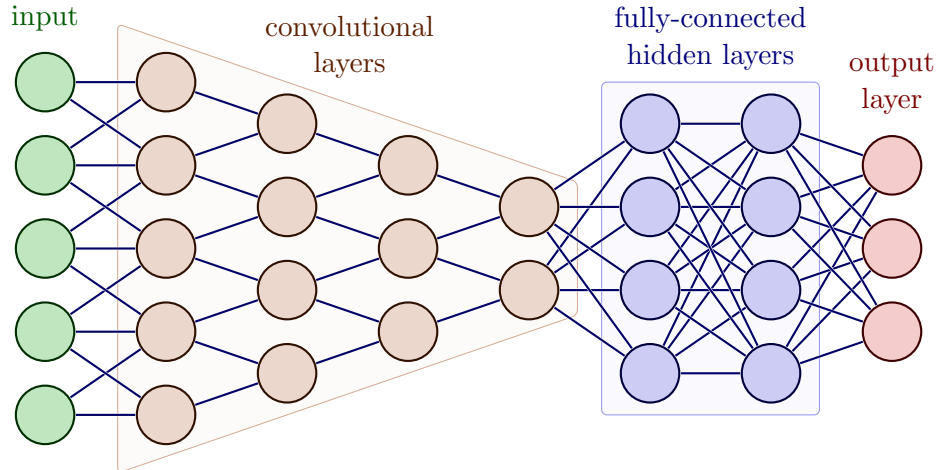 input
convolutional
layers
fully-connected
hidden layers
output
layer